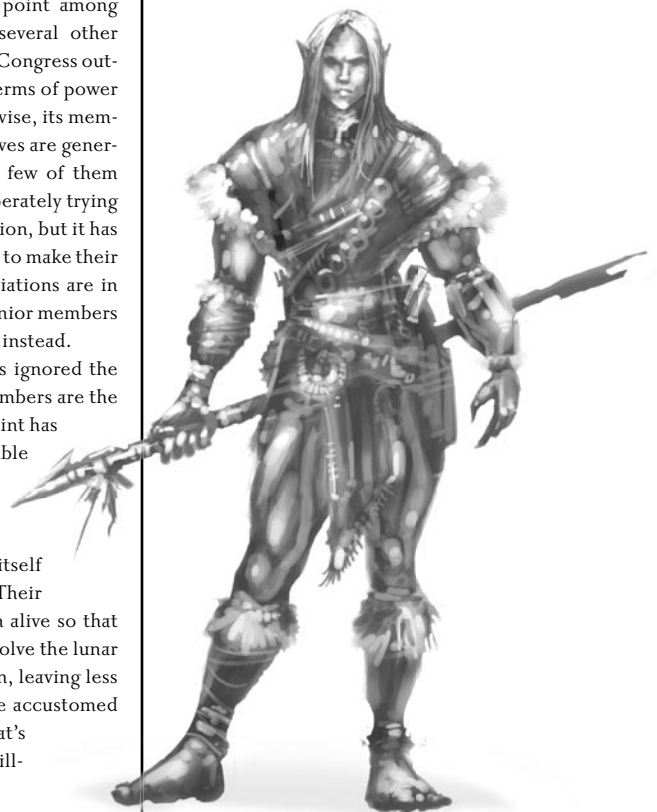 point among
several other
Congress out-
erms of power
wise, its mem-
ves are gener-
few of them
perately trying
ion, but it has
to make their
iations are in
nior members
instead.
s ignored the
mbers are the
int has
ble
itself
Their
n alive so that
olve the lunar
n, leaving less
e accustomed
at's
ill-